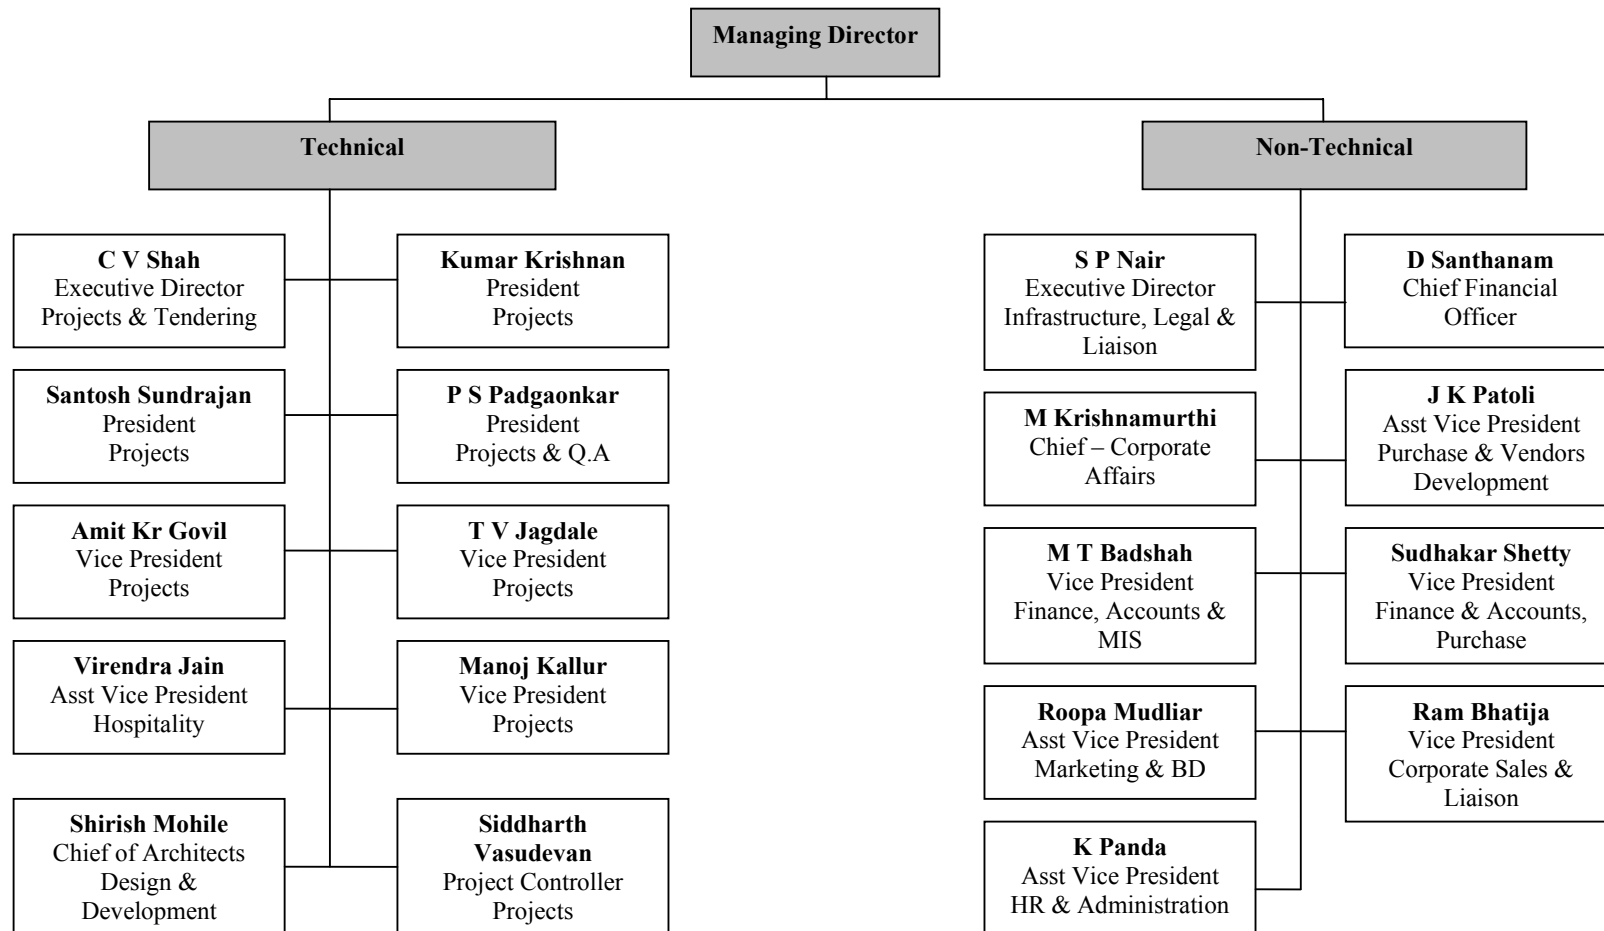 Managing Director
Technical
Non-Technical
C V Shah
Executive Director
Projects & Tendering
Kumar Krishnan
President
Projects
S P Nair
Executive Director
Infrastructure, Legal &
Liaison
D Santhanam
Chief Financial
Officer
Santosh Sundrajan
President
Projects
P S Padgaonkar
President
Projects & Q.A
M Krishnamurthi
Chief – Corporate
Affairs
J K Patoli
Asst Vice President
Purchase & Vendors
Development
Amit Kr Govil
Vice President
Projects
T V Jagdale
Vice President
Projects
M T Badshah
Vice President
Finance, Accounts &
MIS
Sudhakar Shetty
Vice President
Finance & Accounts,
Purchase
Virendra Jain
Asst Vice President
Hospitality
Manoj Kallur
Vice President
Projects
Roopa Mudliar
Asst Vice President
Marketing & BD
Ram Bhatija
Vice President
Corporate Sales &
Liaison
Shirish Mohile
Chief of Architects
Design &
Development
Siddharth
Vasudevan
Project Controller
Projects
K Panda
Asst Vice President
HR & Administration